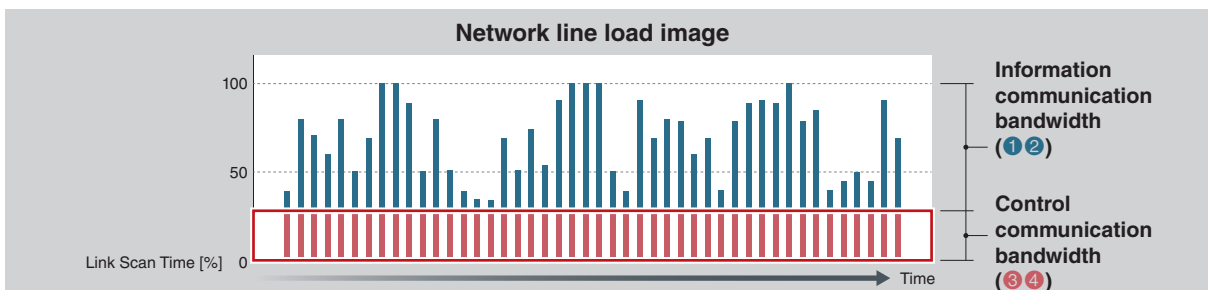 Network line load image
100
50
0
Link Scan Time [%]
Time
Information
communication
bandwidth
(❶❷)
Control
communication
bandwidth
(❸❹)